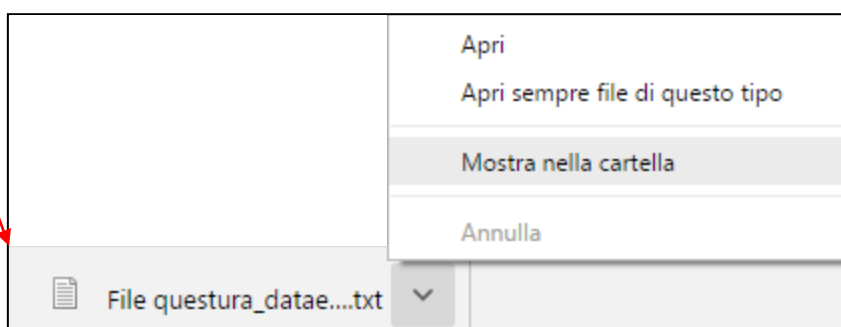 Apri
Apri sempre file di questo tipo
Mostra nella cartella
Annulla
File questura_datae....txt